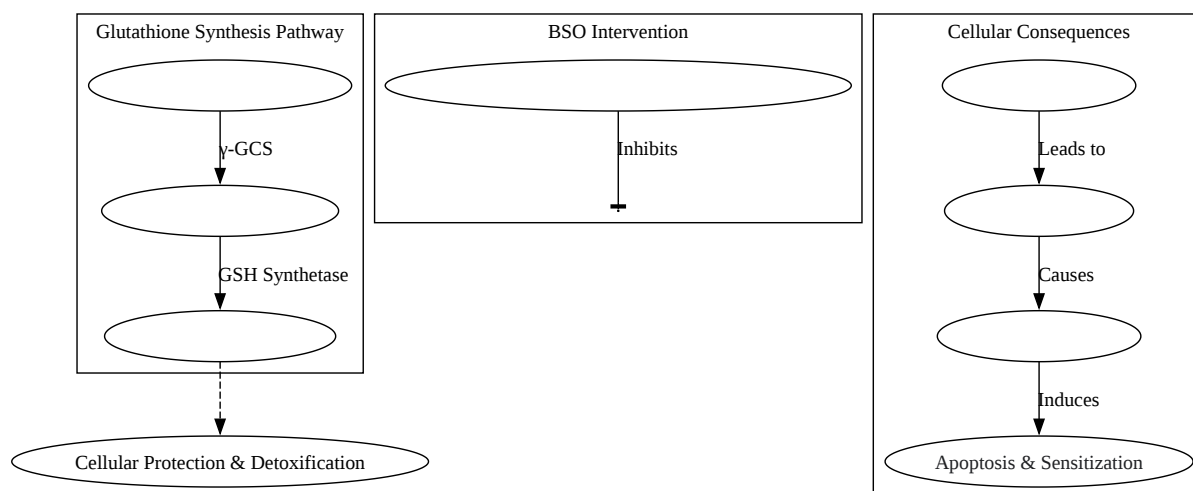 Glutathione Synthesis Pathway
γ-GCS
GSH Synthetase
Cellular Protection & Detoxification
BSO Intervention
Inhibits
Cellular Consequences
Leads to
Causes
Induces
Apoptosis & Sensitization